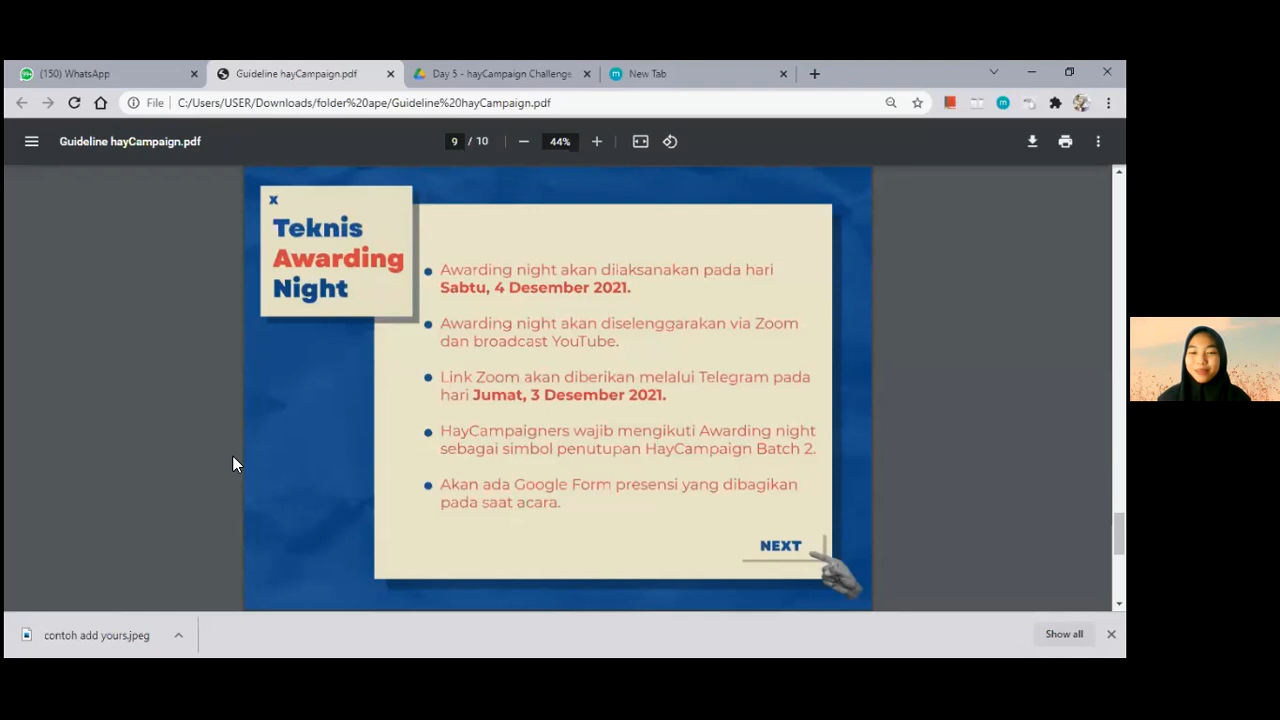 (150) WhatsApp
Guideline hayCampaign.pdf
Day 5 - hayCampaign Challenge
New Tab
File
C:/Users/USER/Downloads/folder%20ape/Guideline%20hayCampaign.pdf
Guideline hayCampaign.pdf
9 / 10
44%
x
Teknis
Awarding
Night
Awarding night akan dilaksanakan pada hari
Sabtu, 4 Desember 2021.
Awarding night akan diselenggarakan via Zoom
dan broadcast YouTube.
Link Zoom akan diberikan melalui Telegram pada
hari Jumat, 3 Desember 2021.
HayCampaigners wajib mengikuti Awarding night
sebagai simbol penutupan HayCampaign Batch 2.
Akan ada Google Form presensi yang dibagikan
pada saat acara.
NEXT
contoh add yours.jpeg
Show all